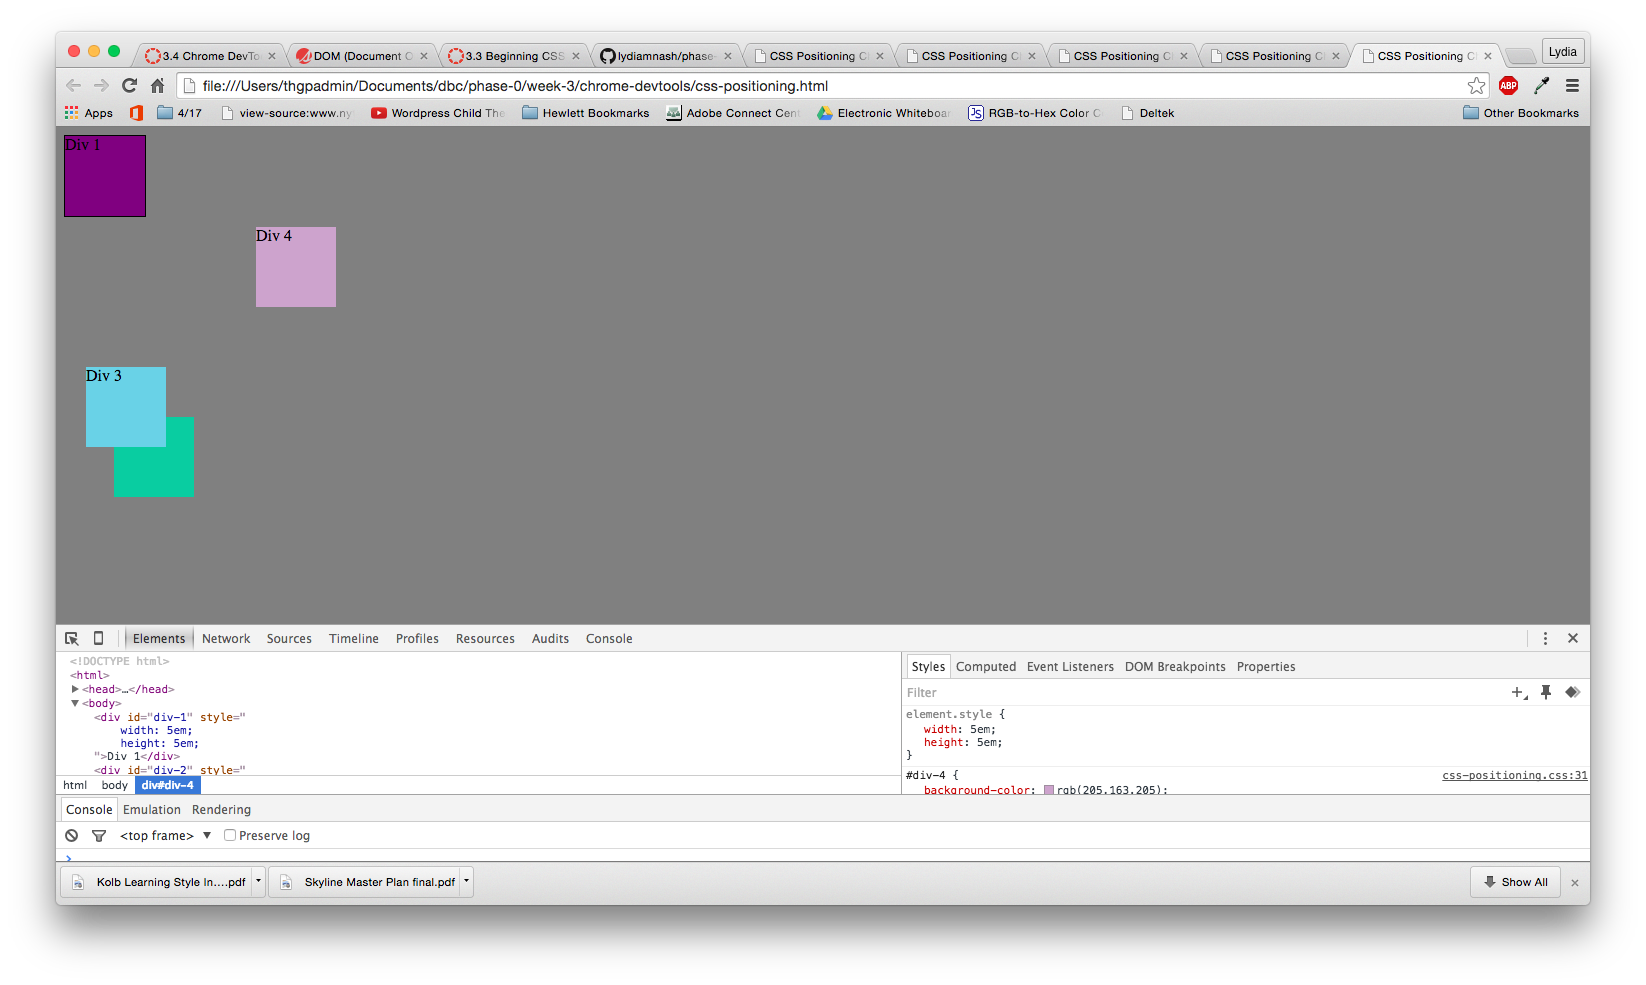 3.4 Chrome DevTo
DOM (Document O
3.3 Beginning CSS
lydiamnash/phase-
CSS Positioning C
CSS Positioning C
CSS Positioning C
CSS Positioning C
CSS Positioning C
Lydia
file:///Users/thgpadmin/Documents/dbc/phase-0/week-3/chrome-devtools/css-positioning.html
ABP
Apps
4/17
view-source:www.ny
Wordpress Child The
Hewlett Bookmarks
Adobe Connect Cent
Electronic Whiteboar
JS
RGB-to-Hex Color C
Deltek
Other Bookmarks
Div 1
Div 4
Div 3
Elements Network Sources Timeline Profiles Resources Audits Console
<!DOCTYPE html>
<html>
<head>…</head>
<body>
<div id="div-1" style="
width: 5em;
height: 5em;
">Div 1</div>
<div id="div-2" style="
html body div#div-4
Styles Computed Event Listeners DOM Breakpoints Properties
Filter
element.style {
width: 5em;
height: 5em;
}
#div-4 {
css-positioning.css:31
background-color: rgb(205,163,205);
Console Emulation Rendering
<top frame> ▼ Preserve log
>
Kolb Learning Style In....pdf
Skyline Master Plan final.pdf
Show All